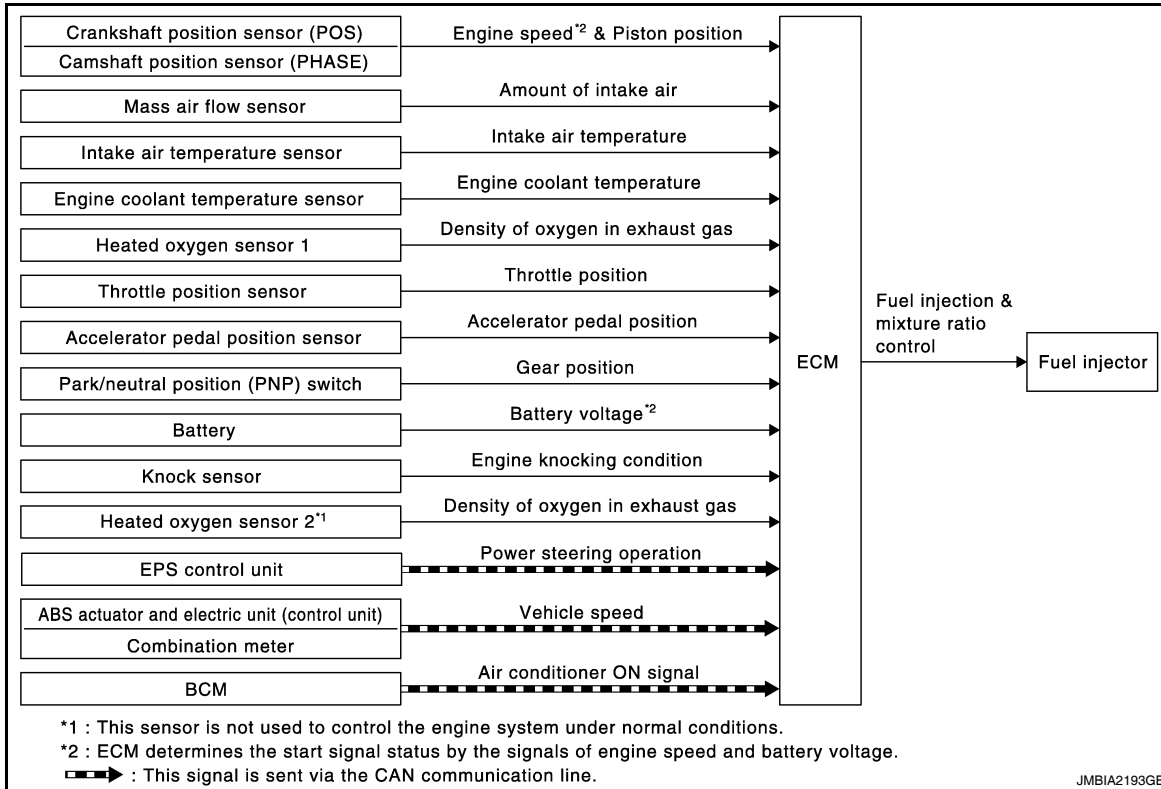 Crankshaft position sensor (POS)
Camshaft position sensor (PHASE)
Engine speed*2 & Piston position
Mass air flow sensor
Amount of intake air
Intake air temperature sensor
Intake air temperature
Engine coolant temperature sensor
Engine coolant temperature
Heated oxygen sensor 1
Density of oxygen in exhaust gas
Throttle position sensor
Throttle position
Accelerator pedal position sensor
Accelerator pedal position
Park/neutral position (PNP) switch
Gear position
Battery
Battery voltage*2
Knock sensor
Engine knocking condition
Heated oxygen sensor 2*1
Density of oxygen in exhaust gas
EPS control unit
Power steering operation
ABS actuator and electric unit (control unit)
Combination meter
Vehicle speed
BCM
Air conditioner ON signal
ECM
Fuel injection &
mixture ratio
control
Fuel injector
*1 : This sensor is not used to control the engine system under normal conditions.
*2 : ECM determines the start signal status by the signals of engine speed and battery voltage.
: This signal is sent via the CAN communication line.
JMBIA2193GB